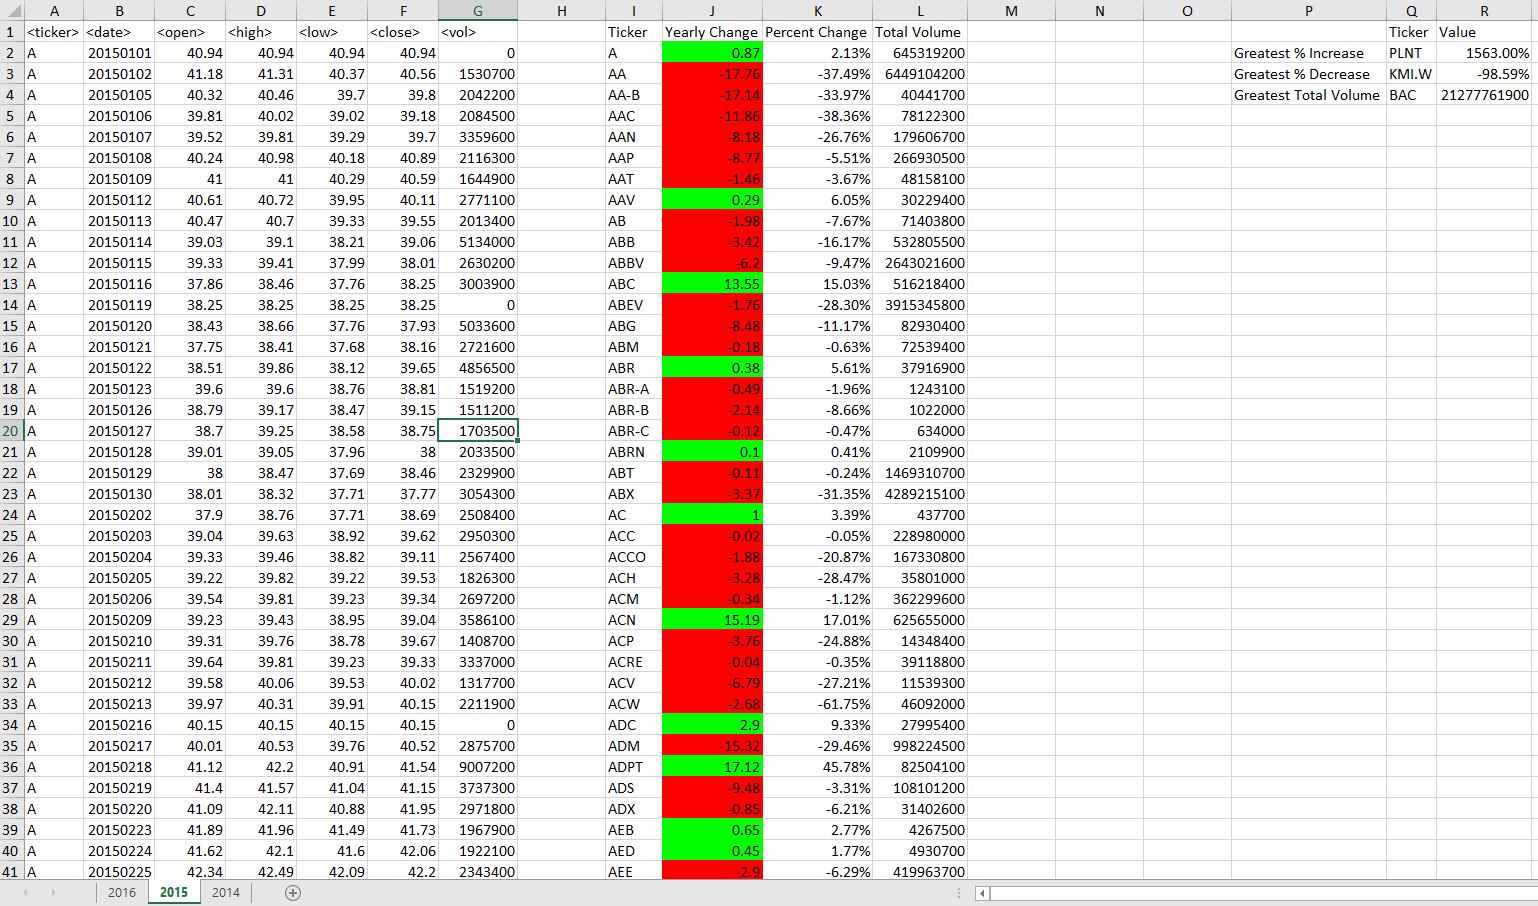 A B C D E F G H I J K L M N O P Q R
1 <ticker> <date> <open> <high> <low> <close> <vol> Ticker Yearly Change Percent Change Total Volume Ticker Value
2 A 20150101 40.94 40.94 40.94 40.94 0 A 0.87 2.13% 645319200 Greatest % Increase PLNT 1563.00%
3 A 20150102 41.18 41.31 40.37 40.56 1530700 AA -17.76 -37.49% 6449104200 Greatest % Decrease KMI.W -98.59%
4 A 20150105 40.32 40.46 39.7 39.8 2042200 AA-B -17.14 -33.97% 40441700 Greatest Total Volume BAC 21277761900
5 A 20150106 39.81 40.02 39.02 39.18 2084500 AAC -11.86 -38.36% 78122300
6 A 20150107 39.52 39.81 39.29 39.7 3359600 AAN -8.18 -26.76% 179606700
7 A 20150108 40.24 40.98 40.18 40.89 2116300 AAP -8.77 -5.51% 266930500
8 A 20150109 41 41 40.29 40.59 1644900 AAT -1.46 -3.67% 48158100
9 A 20150112 40.61 40.72 39.95 40.11 2771100 AAV 0.29 6.05% 30229400
10 A 20150113 40.47 40.7 39.33 39.55 2013400 AB -1.98 -7.67% 71403800
11 A 20150114 39.03 39.1 38.21 39.06 5134000 ABB -3.42 -16.17% 532805500
12 A 20150115 39.33 39.41 37.99 38.01 2630200 ABBV -6.2 -9.47% 2643021600
13 A 20150116 37.86 38.46 37.76 38.25 3003900 ABC 13.55 15.03% 516218400
14 A 20150119 38.25 38.25 38.25 38.25 0 ABEV -1.76 -28.30% 3915345800
15 A 20150120 38.43 38.66 37.76 37.93 5033600 ABG -8.48 -11.17% 82930400
16 A 20150121 37.75 38.41 37.68 38.16 2721600 ABM -0.18 -0.63% 72539400
17 A 20150122 38.51 39.86 38.12 39.65 4856500 ABR 0.38 5.61% 37916900
18 A 20150123 39.6 39.6 38.76 38.81 1519200 ABR-A -0.49 -1.96% 1243100
19 A 20150126 38.79 39.17 38.47 39.15 1511200 ABR-B -2.14 -8.66% 1022000
20 A 20150127 38.7 39.25 38.58 38.75 1703500 ABR-C -0.12 -0.47% 634000
21 A 20150128 39.01 39.05 37.96 38 2033500 ABRN 0.1 0.41% 2109900
22 A 20150129 38 38.47 37.69 38.46 2329900 ABT -0.11 -0.24% 1469310700
23 A 20150130 38.01 38.32 37.71 37.77 3054300 ABX -3.37 -31.35% 4289215100
24 A 20150202 37.9 38.76 37.71 38.69 2508400 AC 1 3.39% 437700
25 A 20150203 39.04 39.63 38.92 39.62 2950300 ACC -0.02 -0.05% 228980000
26 A 20150204 39.33 39.46 38.82 39.11 2567400 ACCO -1.88 -20.87% 167330800
27 A 20150205 39.22 39.82 39.22 39.53 1826300 ACH -3.28 -28.47% 35801000
28 A 20150206 39.54 39.81 39.23 39.34 2697200 ACM -0.34 -1.12% 362299600
29 A 20150209 39.23 39.43 38.95 39.04 3586100 ACN 15.19 17.01% 625655000
30 A 20150210 39.31 39.76 38.78 39.67 1408700 ACP -3.76 -24.88% 14348400
31 A 20150211 39.64 39.81 39.23 39.33 3337000 ACRE -0.04 -0.35% 39118800
32 A 20150212 39.58 40.06 39.53 40.02 1317700 ACV -6.79 -27.21% 11539300
33 A 20150213 39.97 40.31 39.91 40.15 2211900 ACW -2.68 -61.75% 46092000
34 A 20150216 40.15 40.15 40.15 40.15 0 ADC 2.9 9.33% 27995400
35 A 20150217 40.01 40.53 39.76 40.52 2875700 ADM -15.32 -29.46% 998224500
36 A 20150218 41.12 42.2 40.91 41.54 9007200 ADPT 17.12 45.78% 82504100
37 A 20150219 41.4 41.57 41.04 41.15 3737300 ADS -9.48 -3.31% 108101200
38 A 20150220 41.09 42.11 40.88 41.95 2971800 ADX -0.85 -6.21% 31402600
39 A 20150223 41.89 41.96 41.49 41.73 1967900 AEB 0.65 2.77% 4267500
40 A 20150224 41.62 42.1 41.6 42.06 1922100 AED 0.45 1.77% 4930700
41 A 20150225 42.34 42.49 42.09 42.2 2343400 AEE -2.9 -6.29% 419963700
2016 2015 2014